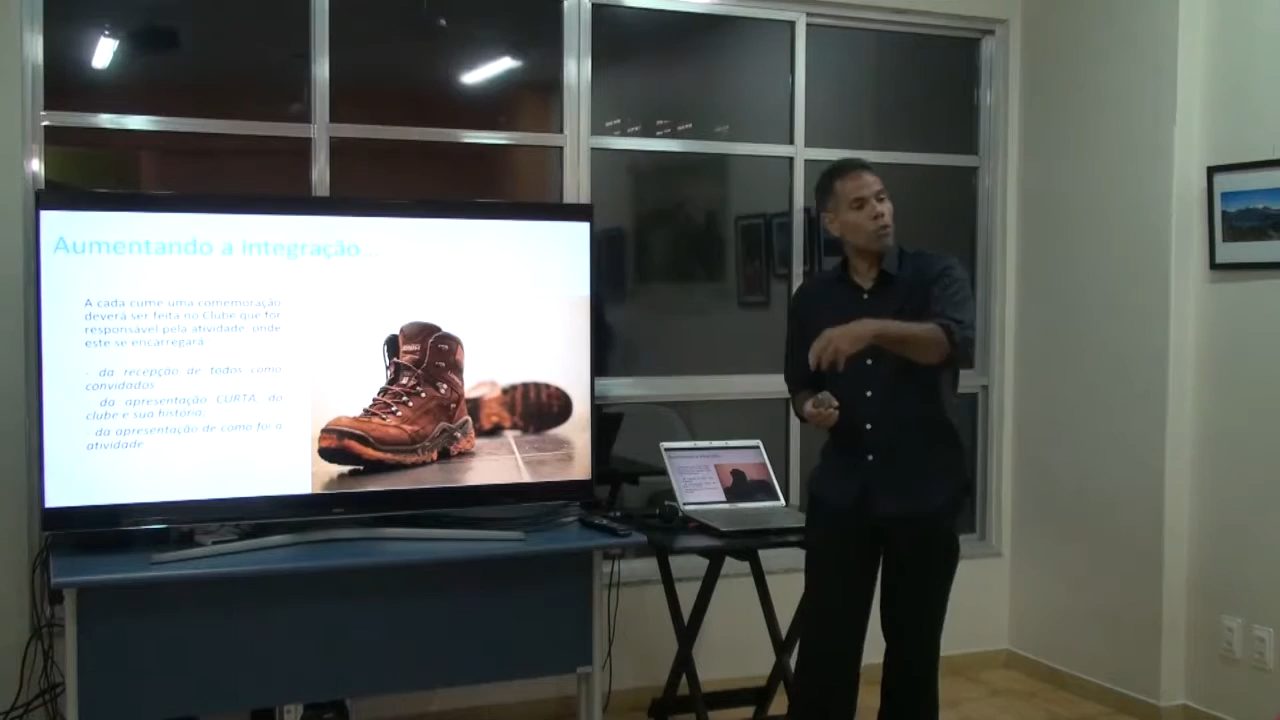 Aumentando a integração...
A cada cume uma comemoração
deverá ser feita no Clube que for
responsável pela atividade, onde
este se encarregará
- da recepção de todos como
convidados
da apresentação CURTA, do
clube e sua história;
da apresentação de como foi a
atividade